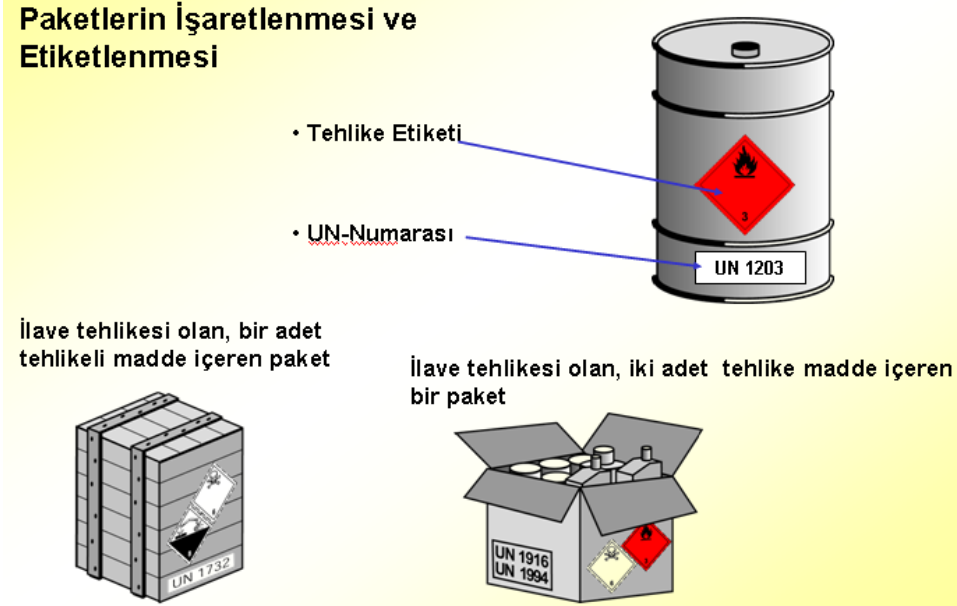 Paketlerin İşaretlenmesi ve
Etiketlenmesi
• Tehlike Etiketi
3
• UN-Numarası
UN 1203
İlave tehlikesi olan, bir adet
tehlikeli madde içeren paket
İlave tehlikesi olan, iki adet  tehlike madde içeren
bir paket
UN 1732
UN 1916
UN 1994